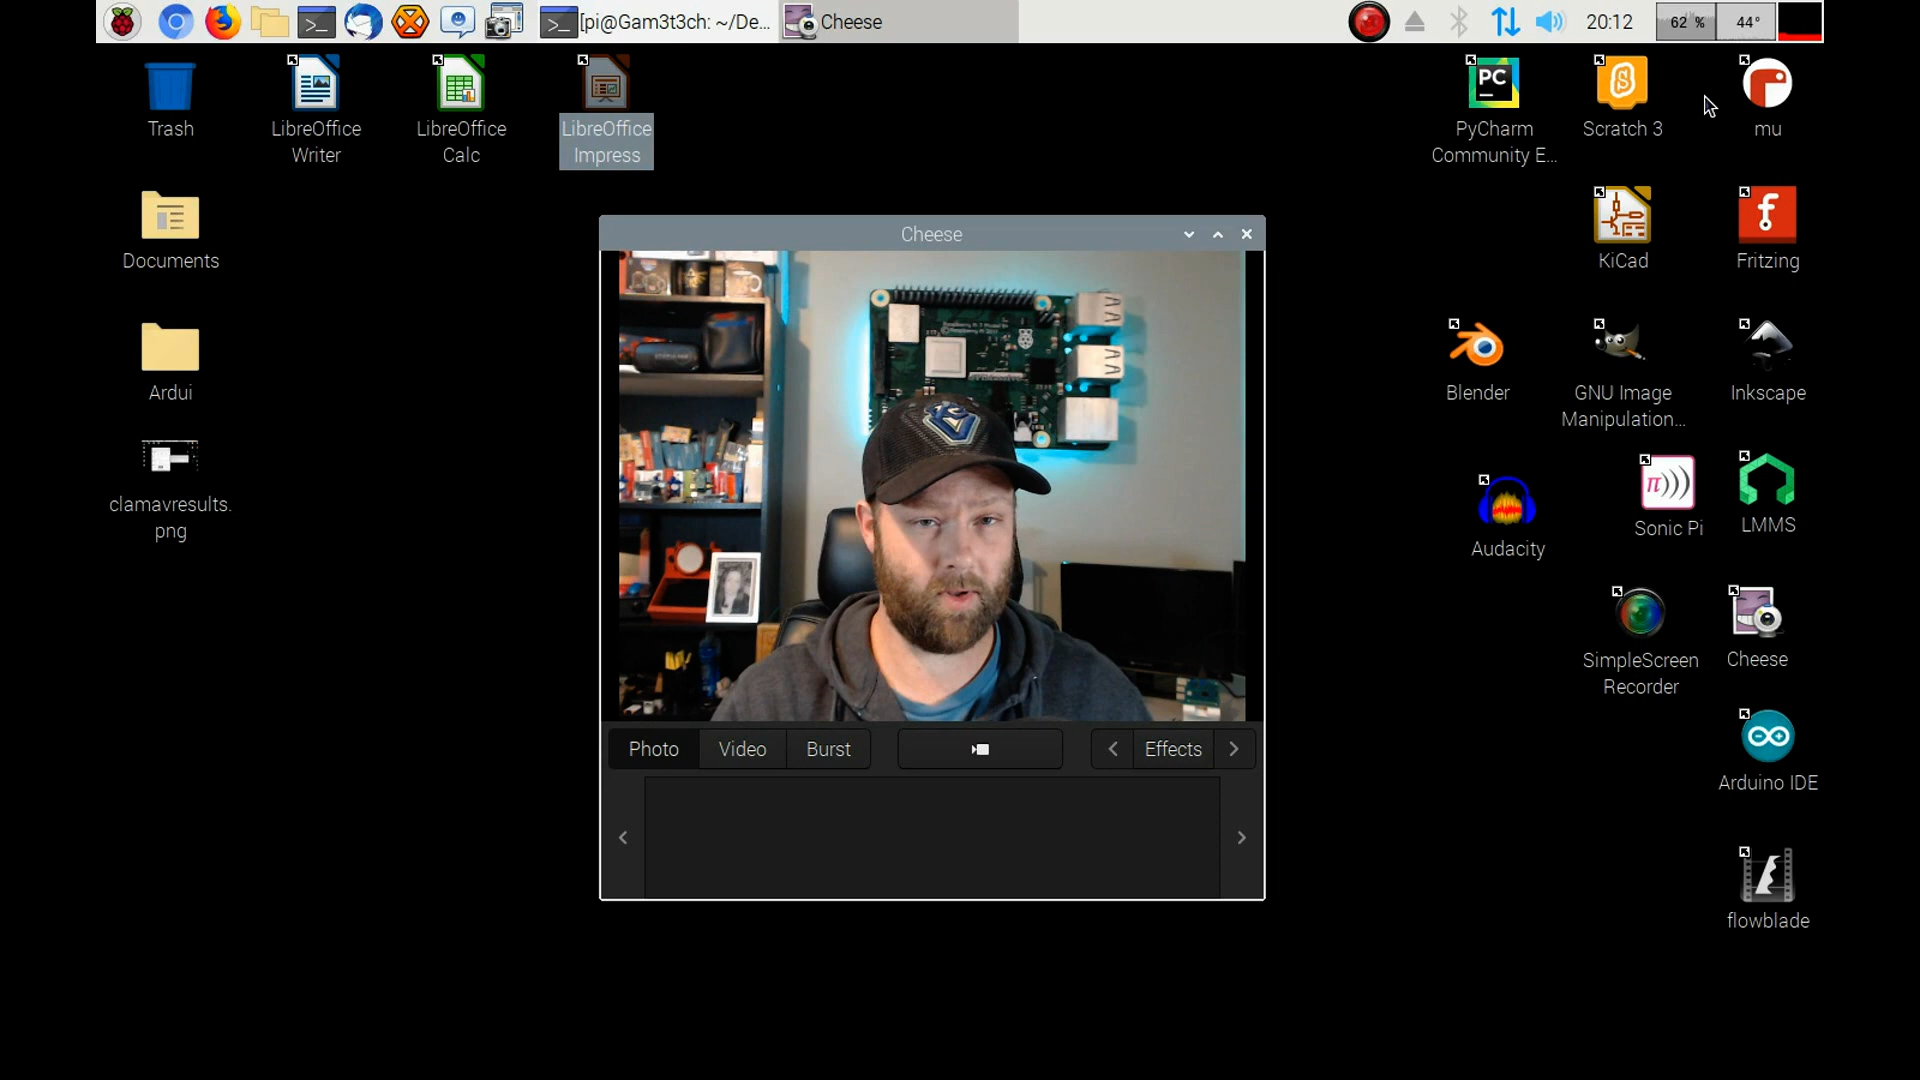 [pi@Gam3t3ch: ~/De...
Cheese
20:12
62 %
44°
Trash
LibreOffice
Writer
LibreOffice
Calc
LibreOffice
Impress
PC
PyCharm
Community E...
Scratch 3
mu
Documents
KiCad
f
Fritzing
Ardui
Blender
GNU Image
Manipulation...
Inkscape
clamavresults.
png
Audacity
π)))
Sonic Pi
LMMS
SimpleScreen
Recorder
Cheese
Arduino IDE
flowblade
Cheese
Photo
Video
Burst
Effects